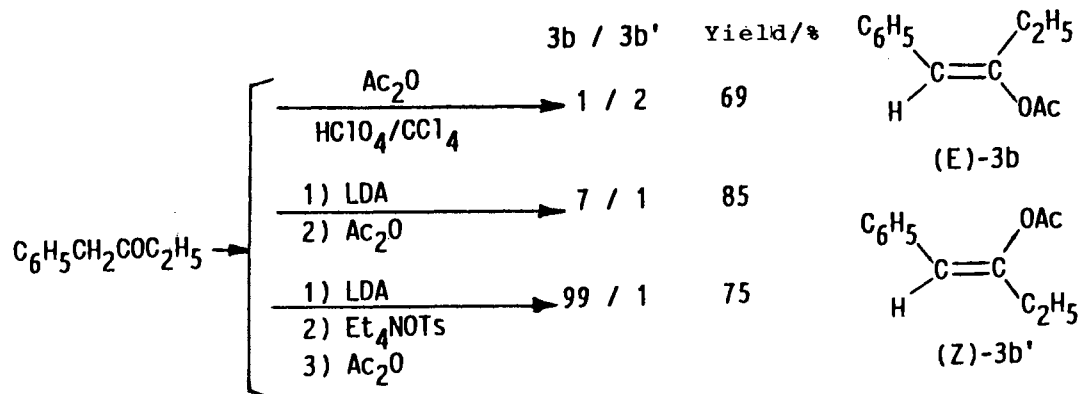 3b / 3b' Yield/%
Ac2O
HClO4/CCl4
1 / 2 69
1) LDA
2) Ac2O
7 / 1 85
C6H5CH2COC2H5
1) LDA
2) Et4NOTs
3) Ac2O
99 / 1 75
C6H5 C2H5
C=C
H OAc
(E)-3b
C6H5 OAc
C=C
H C2H5
(Z)-3b'